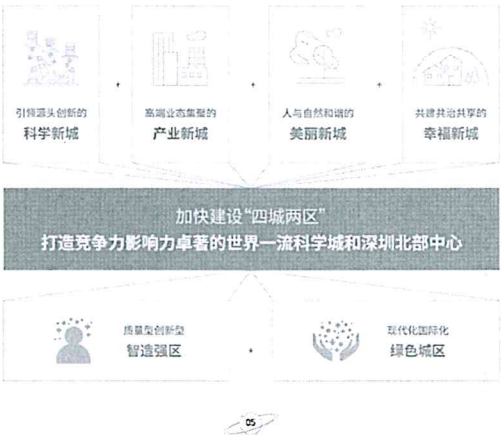 引领源头创新的
科学新城
高端业态集聚的
产业新城
人与自然和谐的
美丽新城
共建共治共享的
幸福新城
加快建设“四城两区”
打造竞争力影响力卓著的世界一流科学城和深圳北部中心
质量型创新型
智造强区
现代化国际化
绿色城区
05